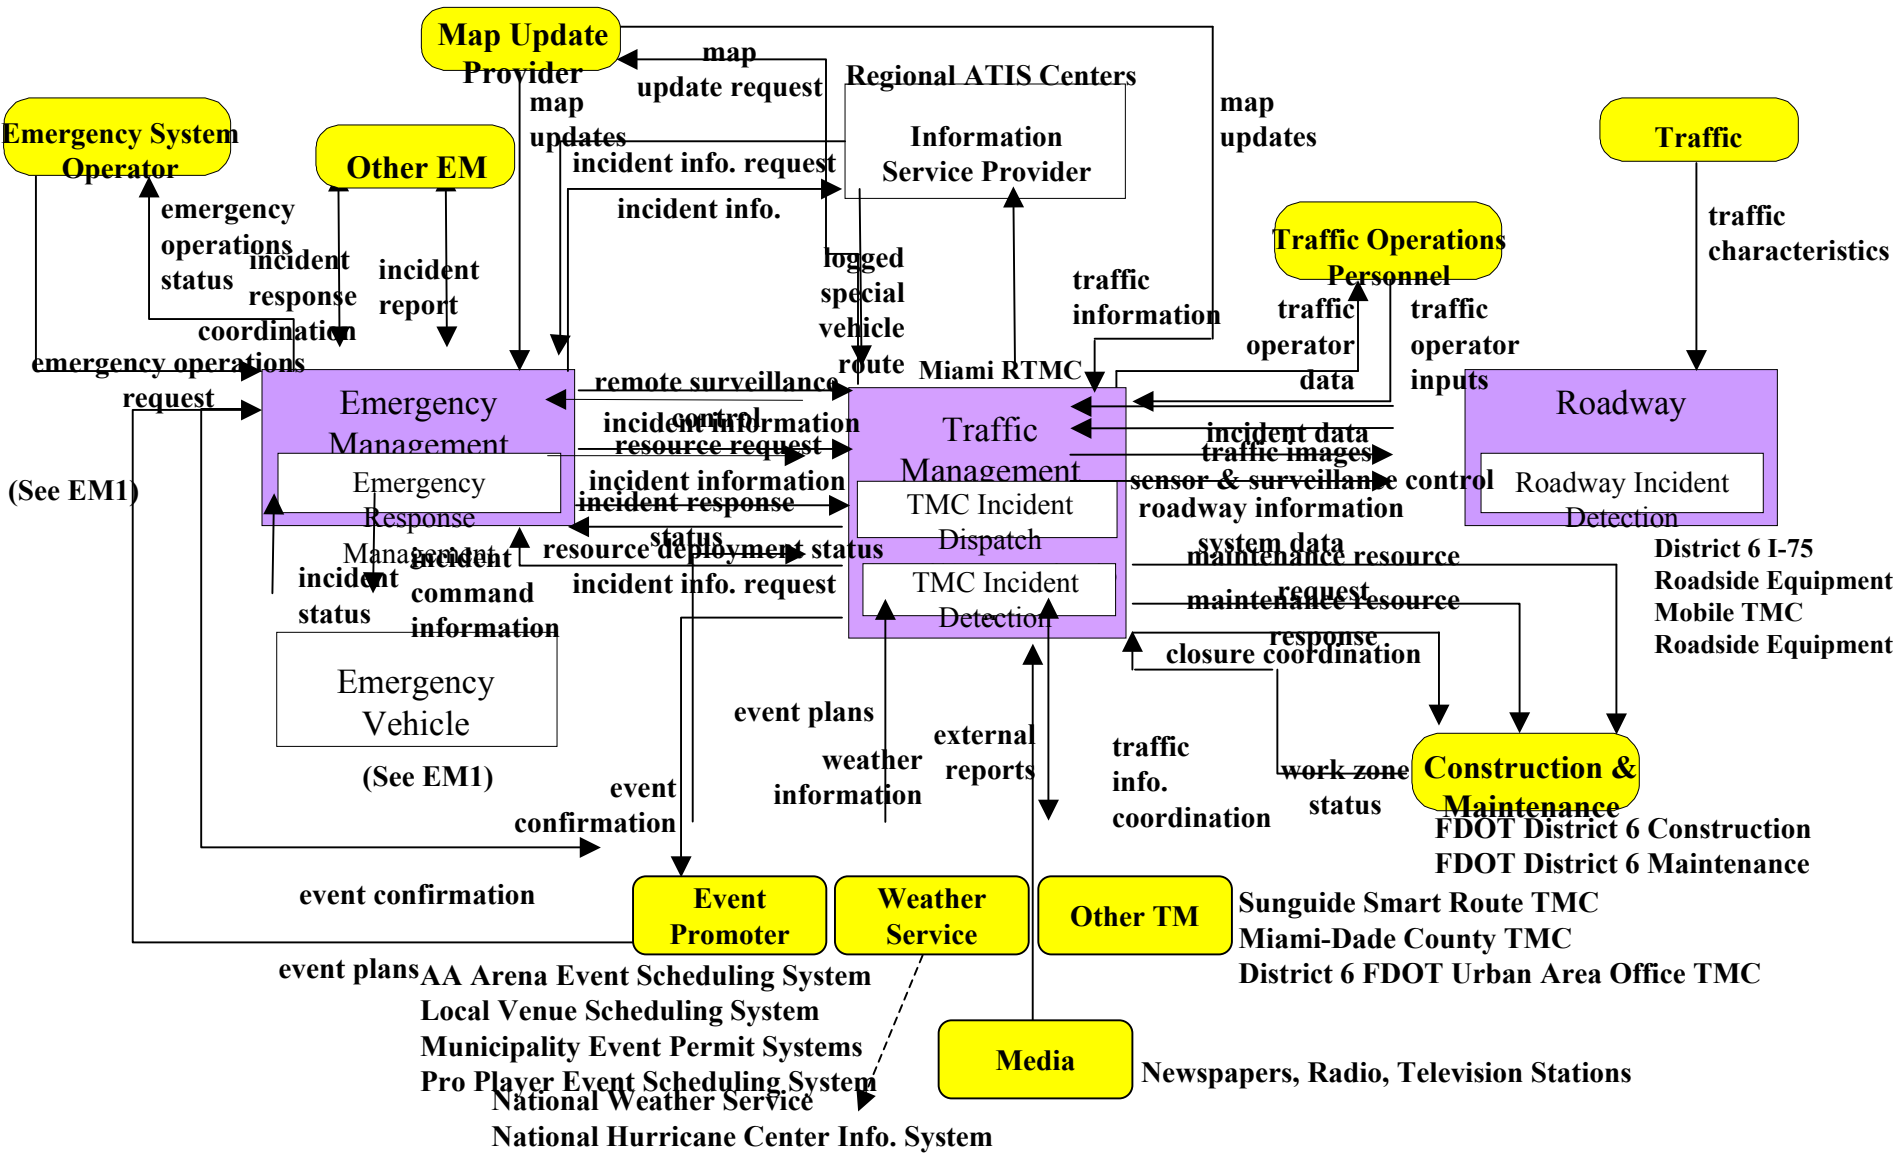 Map Update
Provider
map
update request
map
updates
Regional ATIS Centers
Information
Service Provider
map
updates
Emergency System
Operator
Other EM
Traffic
incident info. request
incident info.
emergency
operations
status
incident
response
coordination
incident
report
logged
special
vehicle
route
traffic
information
Traffic Operations
Personnel
traffic
operator
data
traffic
operator
inputs
traffic
characteristics
emergency operations
request
(See EM1)
Emergency
Management
Emergency
Response
Management
remote surveillance
control
incident information
resource request
incident information
incident response
status
resource deployment status
incident info. request
Miami RTMC
Traffic
Management
TMC Incident
Dispatch
TMC Incident
Detection
incident data
traffic images
sensor & surveillance control
roadway information
system data
maintenance resource
request
maintenance resource
response
closure coordination
Roadway
Roadway Incident
Detection
District 6 I-75
Roadside Equipment
Mobile TMC
Roadside Equipment
incident
status
incident
command
information
Emergency
Vehicle
(See EM1)
event plans
weather
information
external
reports
traffic
info.
coordination
work zone
status
Construction &
Maintenance
FDOT District 6 Construction
FDOT District 6 Maintenance
event
confirmation
event confirmation
Event
Promoter
Weather
Service
Other TM
Sunguide Smart Route TMC
Miami-Dade County TMC
District 6 FDOT Urban Area Office TMC
event plans
AA Arena Event Scheduling System
Local Venue Scheduling System
Municipality Event Permit Systems
Pro Player Event Scheduling System
National Weather Service
National Hurricane Center Info. System
Media
Newspapers, Radio, Television Stations